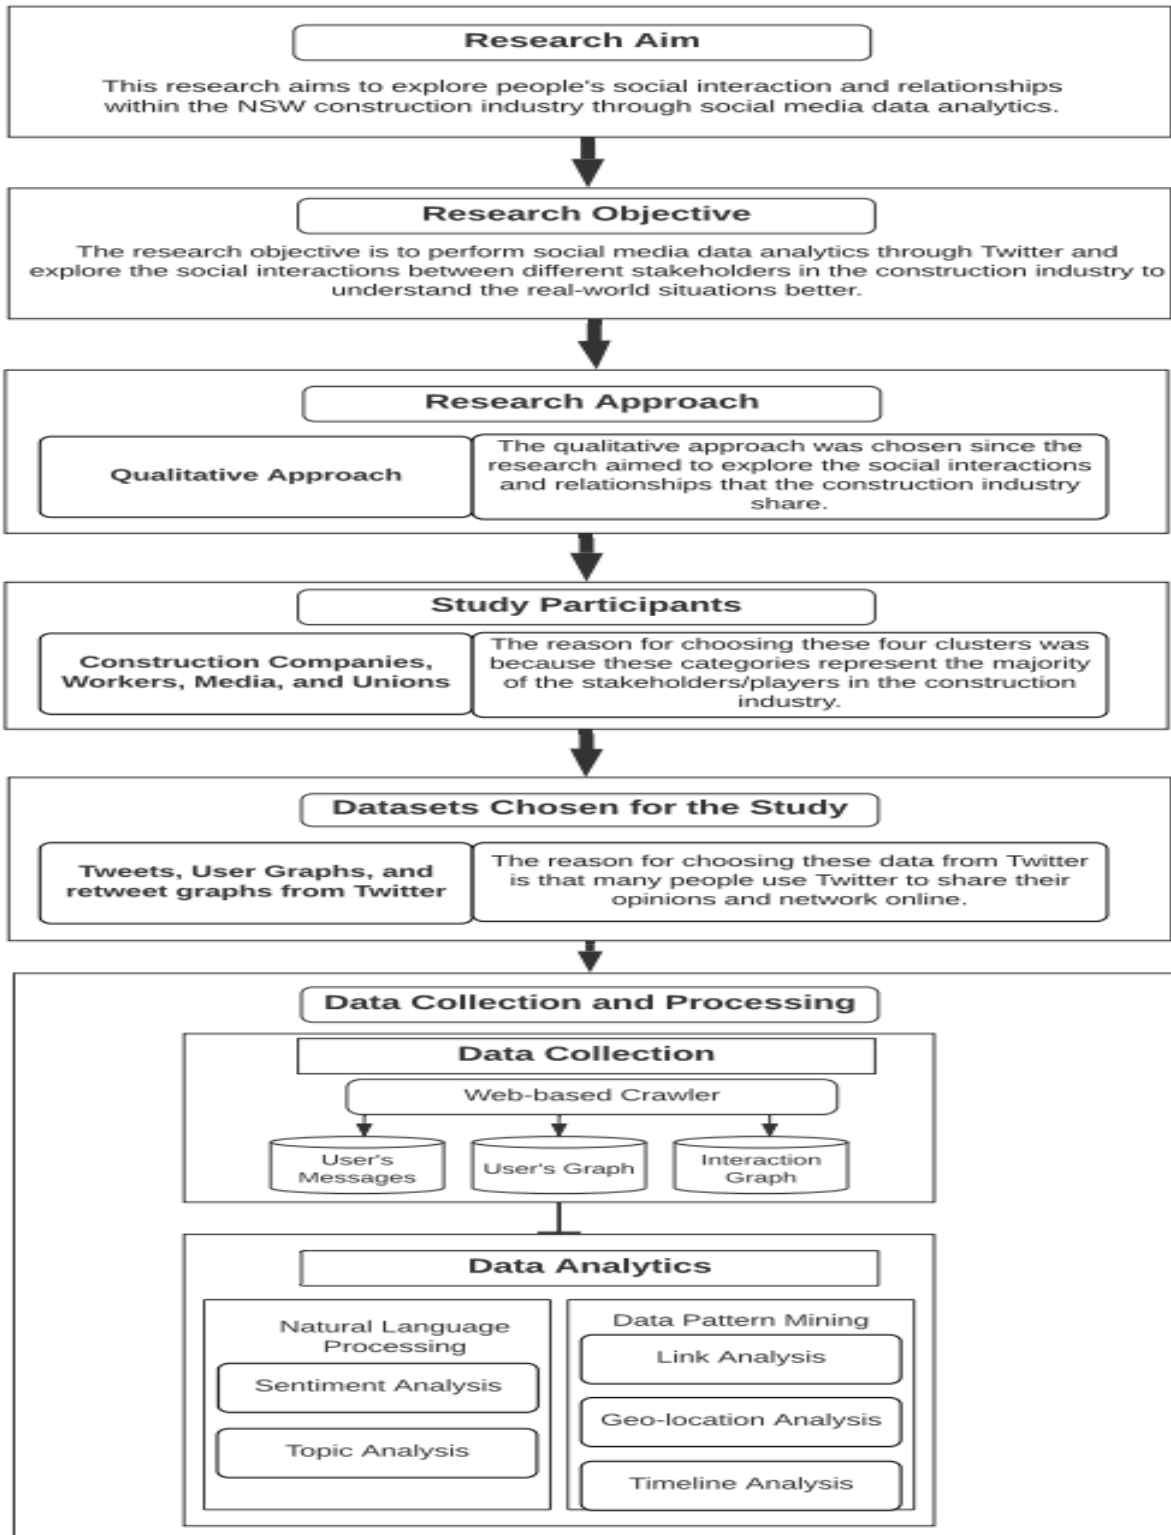 Research Aim
This research aims to explore people's social interaction and relationships
within the NSW construction industry through social media data analytics.
Research Objective
The research objective is to perform social media data analytics through Twitter and
explore the social interactions between different stakeholders in the construction industry to
understand the real-world situations better.
Research Approach
Qualitative Approach
The qualitative approach was chosen since the
research aimed to explore the social interactions
and relationships that the construction industry
share.
Study Participants
Construction Companies,
Workers, Media, and Unions
The reason for choosing these four clusters was
because these categories represent the majority
of the stakeholders/players in the construction
industry.
Datasets Chosen for the Study
Tweets, User Graphs, and
retweet graphs from Twitter
The reason for choosing these data from Twitter
is that many people use Twitter to share their
opinions and network online.
Data Collection and Processing
Data Collection
Web-based Crawler
User's
Messages
User's Graph
Interaction
Graph
Data Analytics
Natural Language
Processing
Sentiment Analysis
Topic Analysis
Data Pattern Mining
Link Analysis
Geo-location Analysis
Timeline Analysis